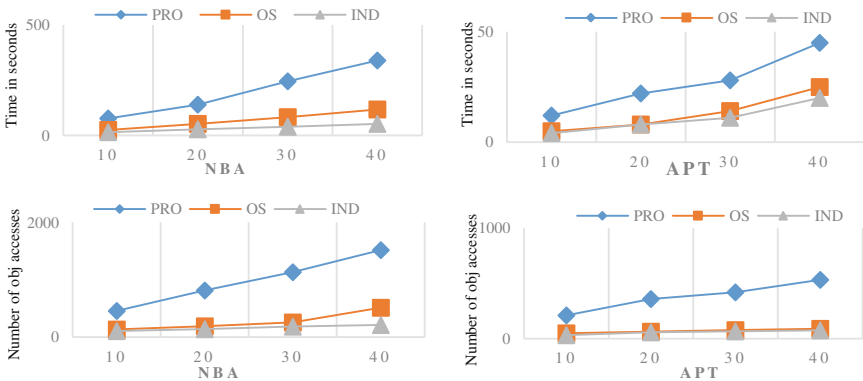 PRO OS IND
Time in seconds
500
0
10 20 30 40
NBA
PRO OS IND
Time in seconds
50
0
10 20 30 40
APT
PRO OS IND
Number of obj accesses
2000
0
10 20 30 40
NBA
PRO OS IND
Number of obj accesses
1000
0
10 20 30 40
APT